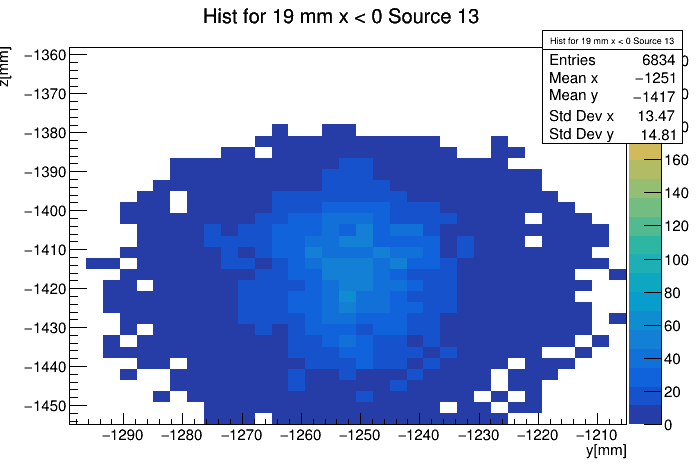 Hist for 19 mm x < 0 Source 13
z[mm]
Hist for 19 mm x < 0 Source 13
Entries 6834
Mean x −1251
Mean y −1417
Std Dev x 13.47
Std Dev y 14.81
−1360
−1370
−1380
−1390
−1400
−1410
−1420
−1430
−1440
−1450
160
140
120
100
80
60
40
20
0
−1290 −1280 −1270 −1260 −1250 −1240 −1230 −1220 −1210
y[mm]